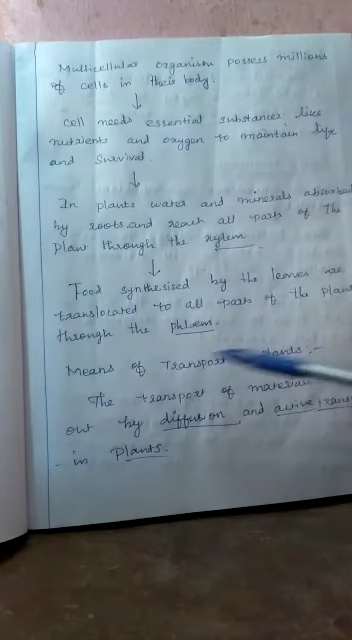 Multicellular organism possess millions
of cells in their body.
↓
Cell needs essential substances like
nutrients and oxygen to maintain life
and Survival.
↓
In plants water and minerals absorbed
by roots and reach all parts of The
Plant through the xylem.
↓
Food synthesised by the leaves are
translocated to all parts of the plant
through the phloem.
Means of Transport plants :-
The transport of material
out by diffusion and active trans
in plants.